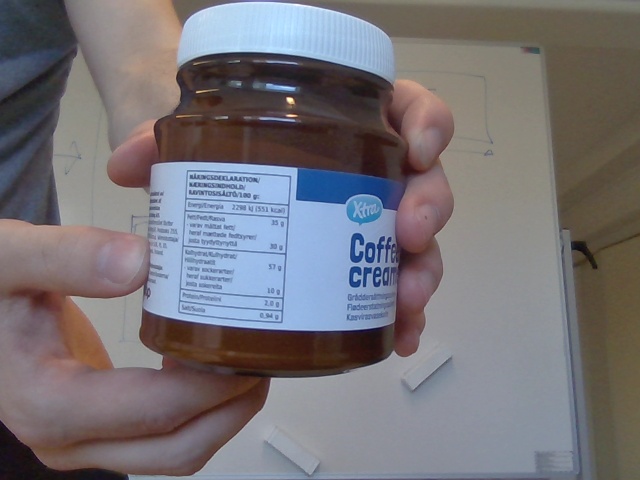 NÄRINGSDEKLARATION/
NÆRINGSINDHOLD/
RAVINTOSISÄLTÖ/100 g:
Energi/Energia 2298 kJ (551 kcal)
Fett/Fedt/Rasva 35 g
- varav mättat fett/
heraf mættede fedtsyrer/
josta tyydyttynyttä 30 g
Kolhydrat/Kulhydrat/
Hiilihydraatit 57 g
- varav sockerarter/
heraf sukkerarter/
josta sokereita 10 g
Protein/Proteiini 2,0 g
Salt/Suola 0,94 g
X-tra
Coffee
cream